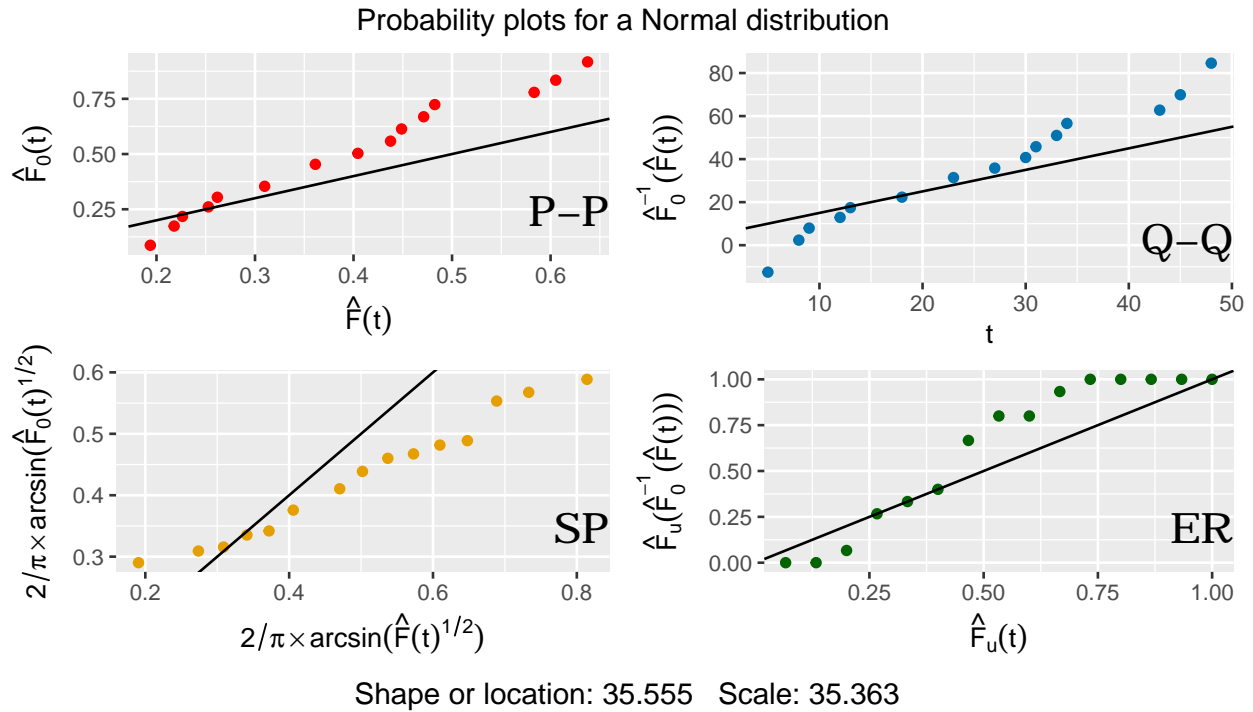 Probability plots for a Normal distribution
F̂₀(t)
0.75
0.50
0.25
P–P
0.2 0.3 0.4 0.5 0.6
F̂(t)
F̂₀⁻¹(F̂(t))
80
60
40
20
0
Q–Q
10 20 30 40 50
t
2/π×arcsin(F̂₀(t)^1/2)
0.6
0.5
0.4
0.3
SP
0.2 0.4 0.6 0.8
2/π×arcsin(F̂(t)^1/2)
F̂ᵤ(F̂₀⁻¹(F̂(t)))
1.00
0.75
0.50
0.25
0.00
ER
0.25 0.50 0.75 1.00
F̂ᵤ(t)
Shape or location: 35.555 Scale: 35.363